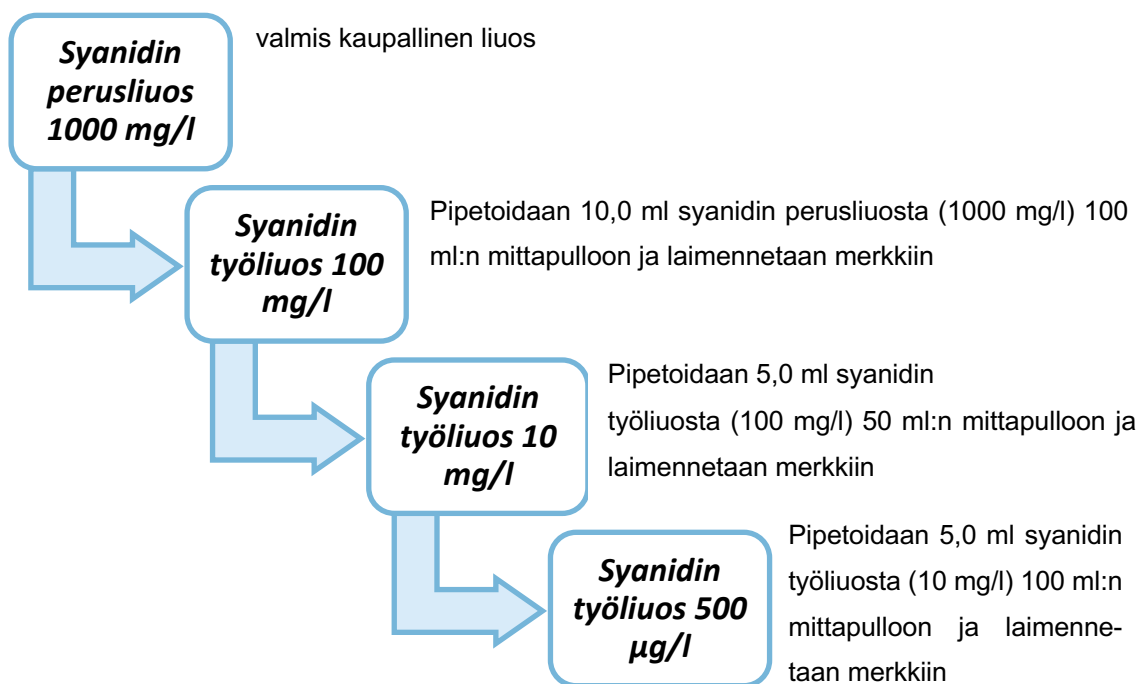 Syanidin
perusliuos
1000 mg/l
valmis kaupallinen liuos
Syanidin
työliuos 100
mg/l
Pipetoidaan 10,0 ml syanidin perusliuosta (1000 mg/l) 100
ml:n mittapulloon ja laimennetaan merkkiin
Syanidin
työliuos 10
mg/l
Pipetoidaan 5,0 ml syanidin
työliuosta (100 mg/l) 50 ml:n mittapulloon ja
laimennetaan merkkiin
Syanidin
työliuos 500
µg/l
Pipetoidaan 5,0 ml syanidin
työliuosta (10 mg/l) 100 ml:n
mittapulloon ja laimenne-
taan merkkiin